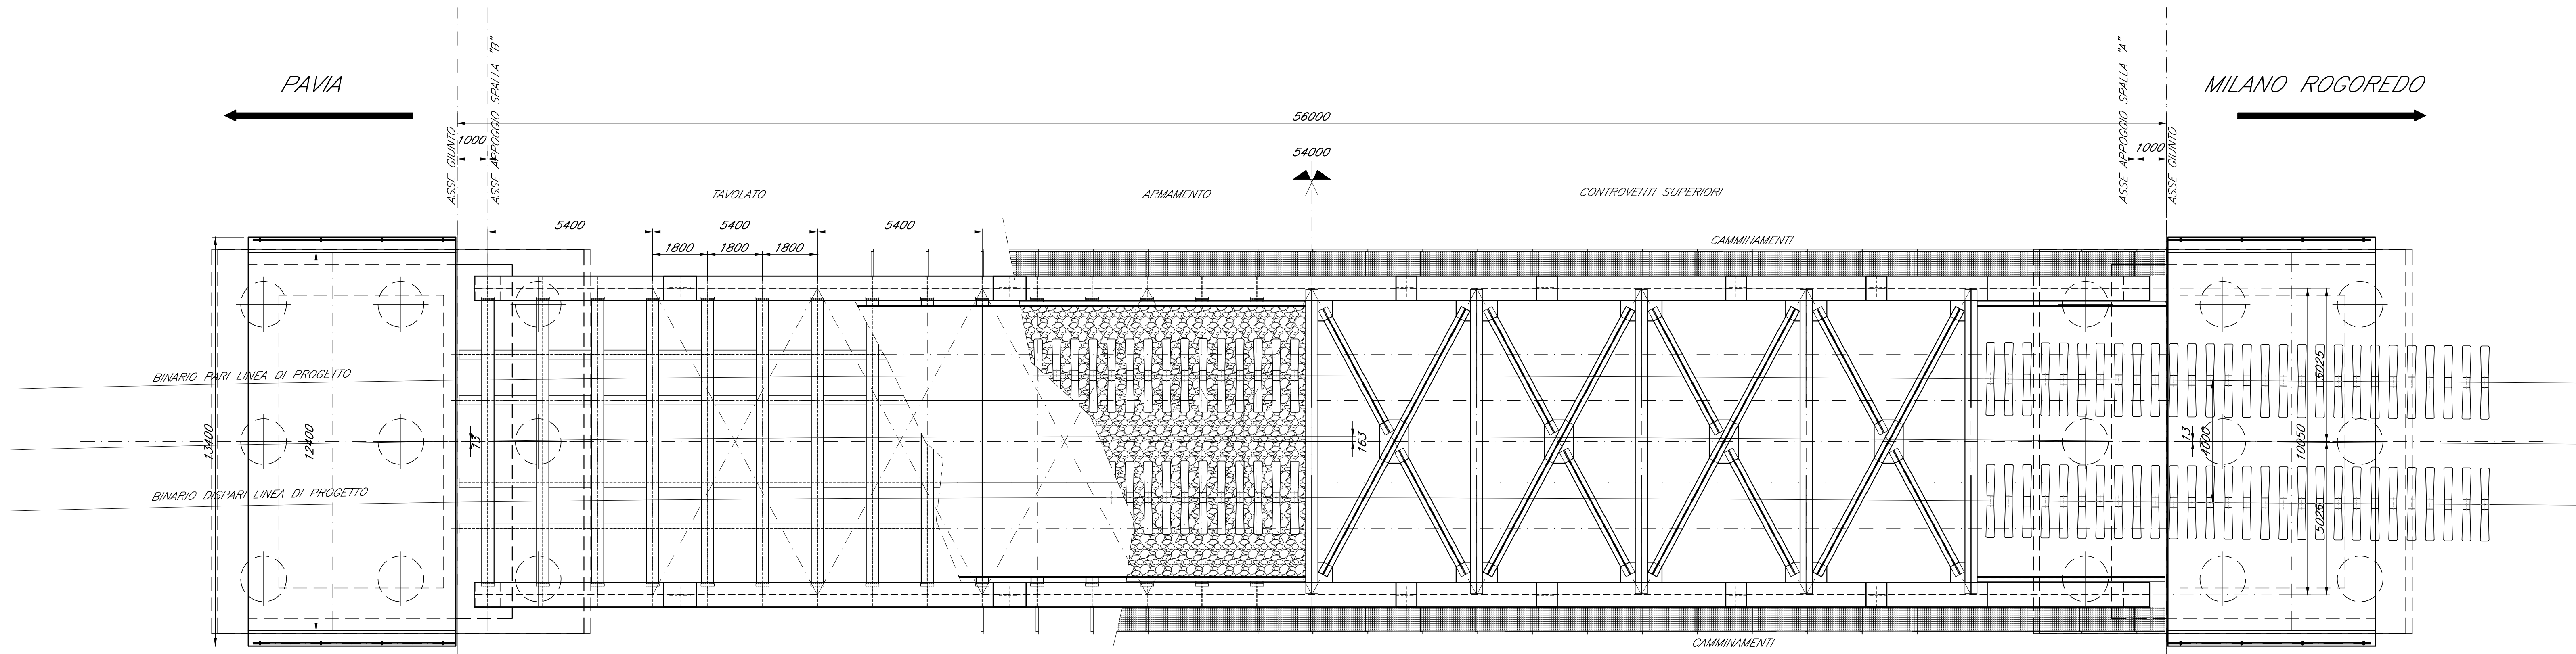 PAVIA
MILANO ROGOREDO
ASSE GIUNTO
ASSE APPOGGIO SPALLA "B"
ASSE APPOGGIO SPALLA "A"
ASSE GIUNTO
56000
1000
54000
1000
TAVOLATO
ARMAMENTO
CONTROVENTI SUPERIORI
5400
5400
5400
1800
1800
1800
CAMMINAMENTI
BINARIO PARI LINEA DI PROGETTO
BINARIO DISPARI LINEA DI PROGETTO
13400
12400
13
163
13
4000
10050
5025
5025
CAMMINAMENTI